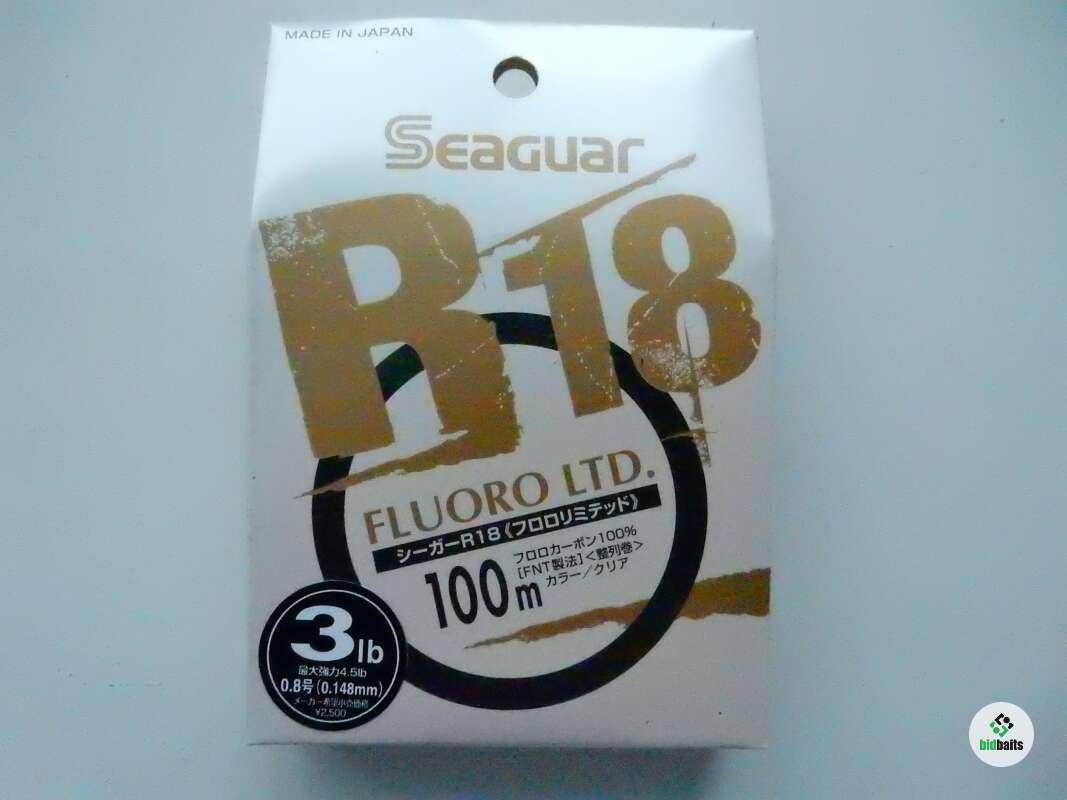 MADE IN JAPAN
Seaguar
R18
FLUORO LTD.
シーガーR18《フロロリミテッド》
100m
フロロカーボン100%
[FNT製法]<整列巻>
カラー/クリア
3lb
最大強力4.5lb
0.8号(0.148mm)
メーカー希望小売価格
¥2,500
bidbaits